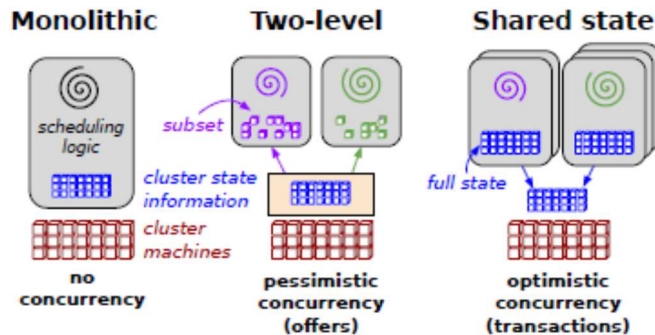 Monolithic
Two-level
Shared state
scheduling
logic
subset
cluster state
information
full state
cluster
machines
no
concurrency
pessimistic
concurrency
(offers)
optimistic
concurrency
(transactions)